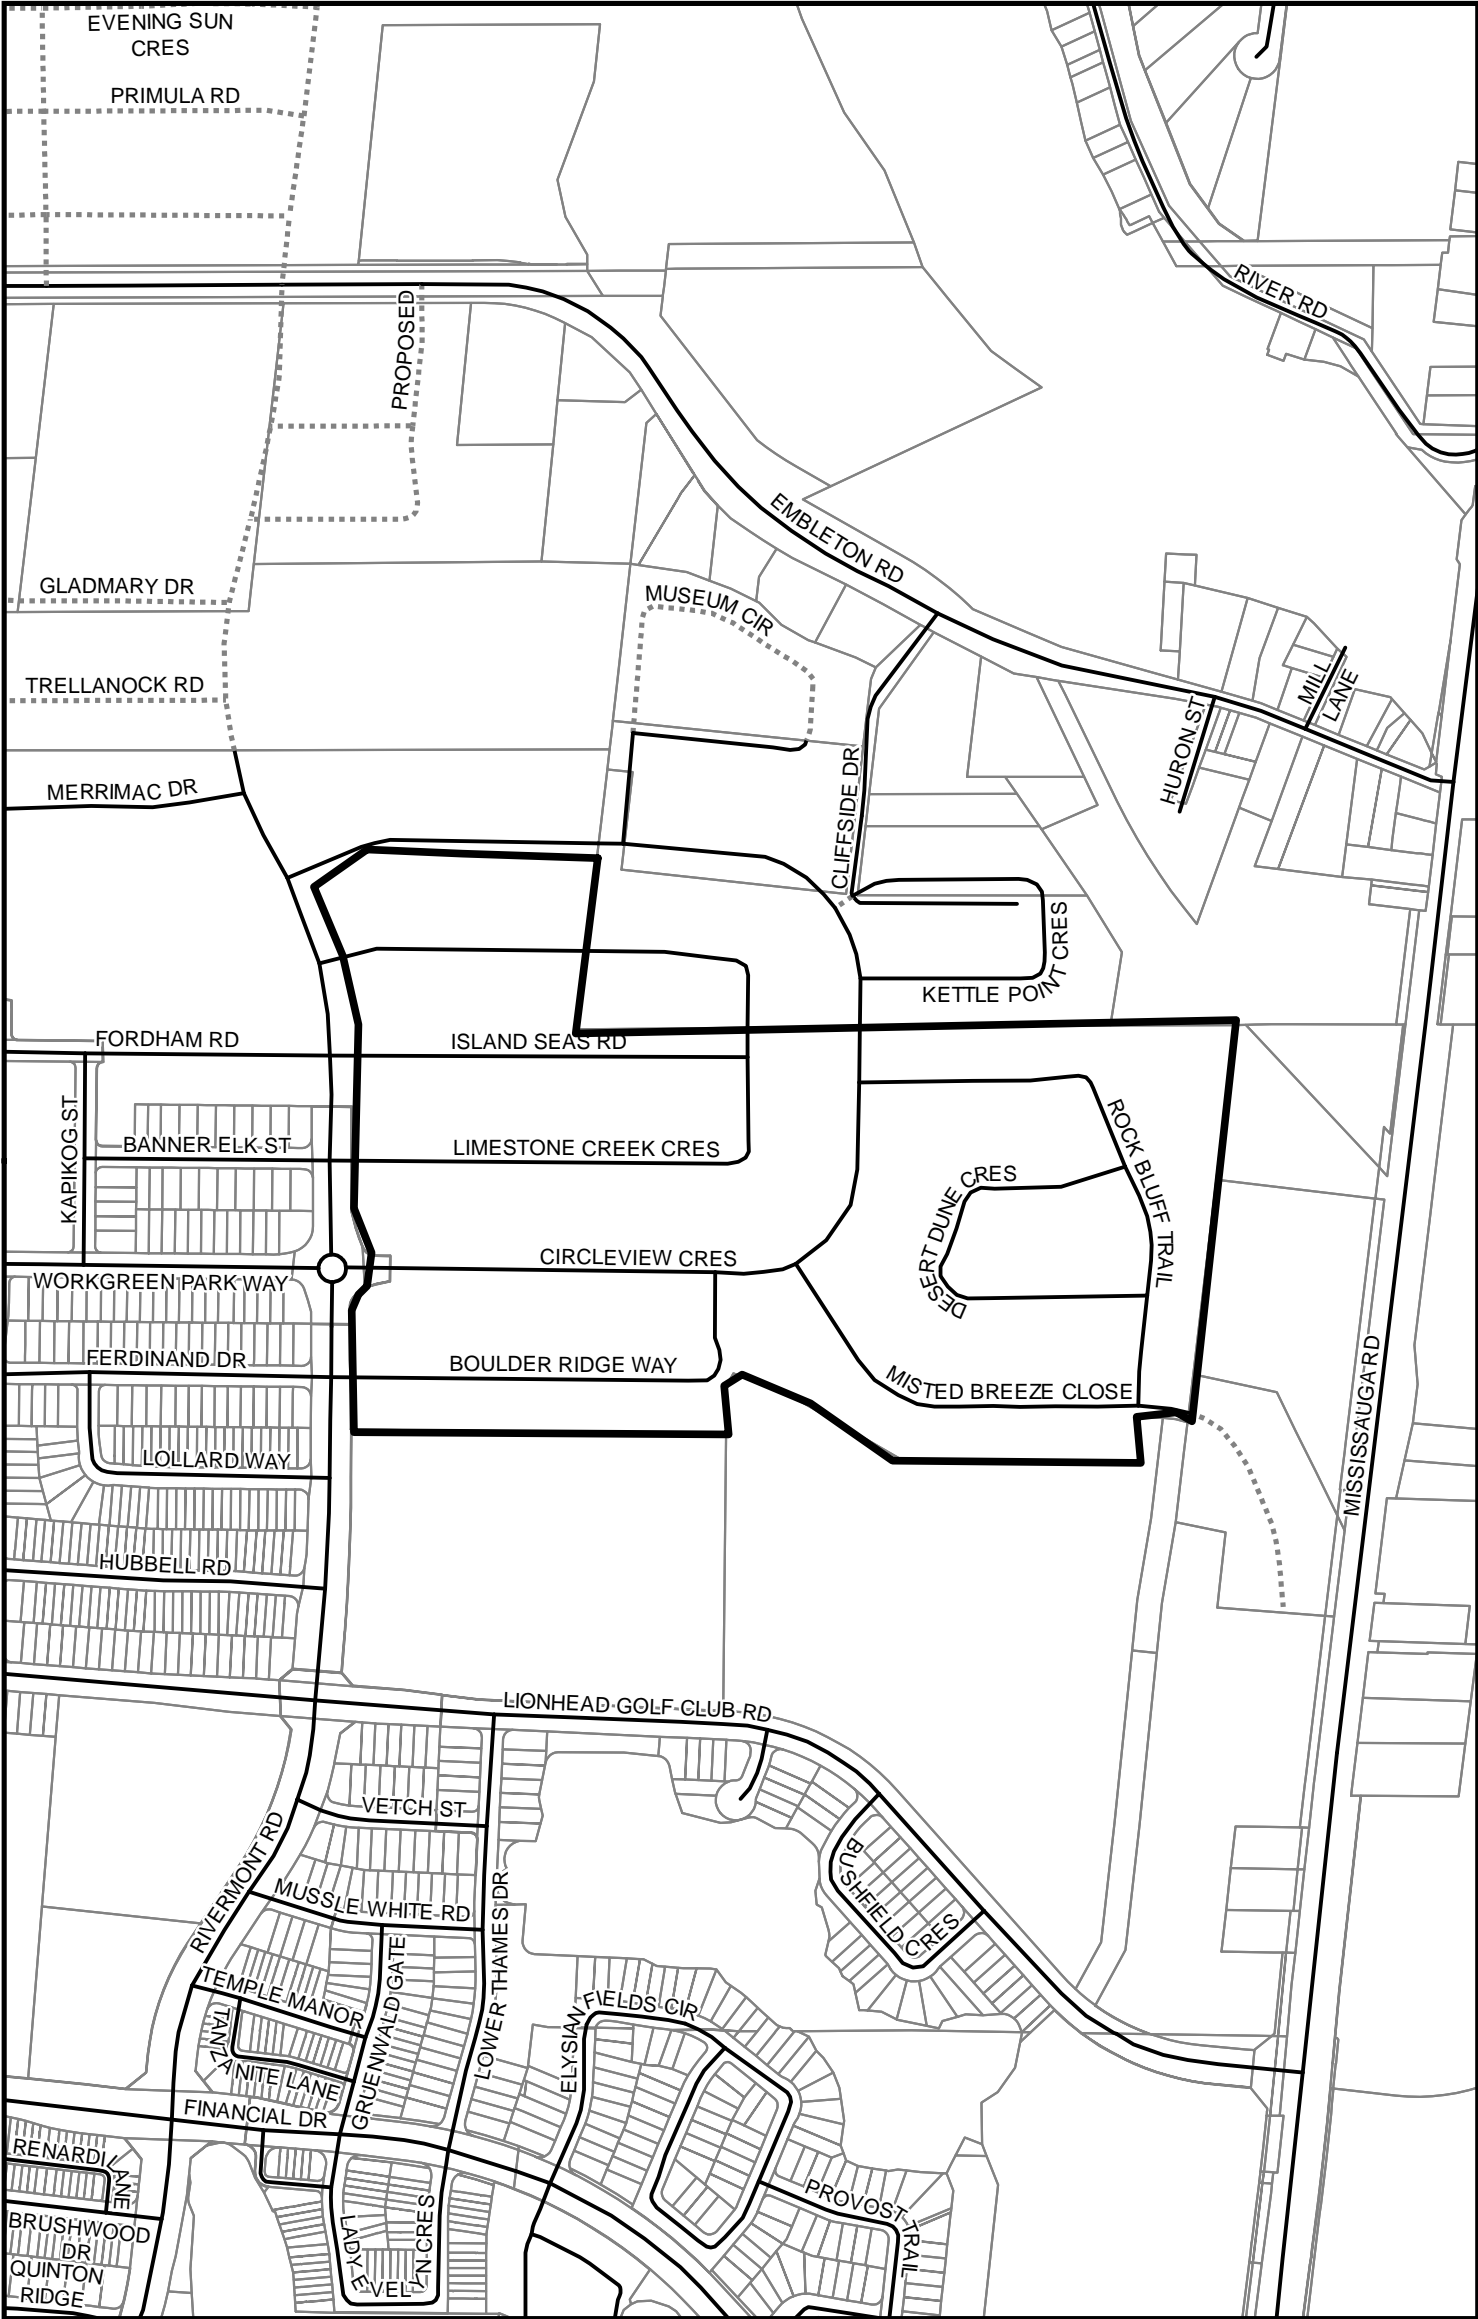 EVENING SUN
CRES
PRIMULA RD
RIVER RD
PROPOSED
EMBLETON RD
GLADMARY DR
MUSEUM CIR
TRELLANOCK RD
MILL
LANE
HURON ST
MERRIMAC DR
CLIFFSIDE DR
KETTLE POINT CRES
FORDHAM RD
ISLAND SEAS RD
KAPIKOG ST
BANNER ELK ST
LIMESTONE CREEK CRES
ROCK BLUFF TRAIL
DESERT DUNE CRES
CIRCLEVIEW CRES
WORKGREEN PARK WAY
FERDINAND DR
BOULDER RIDGE WAY
MISTED BREEZE CLOSE
MISSISSAUGA RD
LOLLARD WAY
HUBBELL RD
LIONHEAD GOLF CLUB RD
VETCH ST
RIVERMONT RD
BUSHFIELD CRES
MUSSLE WHITE RD
LOWER THAMES DR
GRUENWALD GATE
TEMPLE MANOR
TANZANITE LANE
ELYSIAN FIELDS CIR
FINANCIAL DR
RENARDI LANE
PROVOST TRAIL
BRUSHWOOD
DR
LADY EVELYN CRES
QUINTON
RIDGE